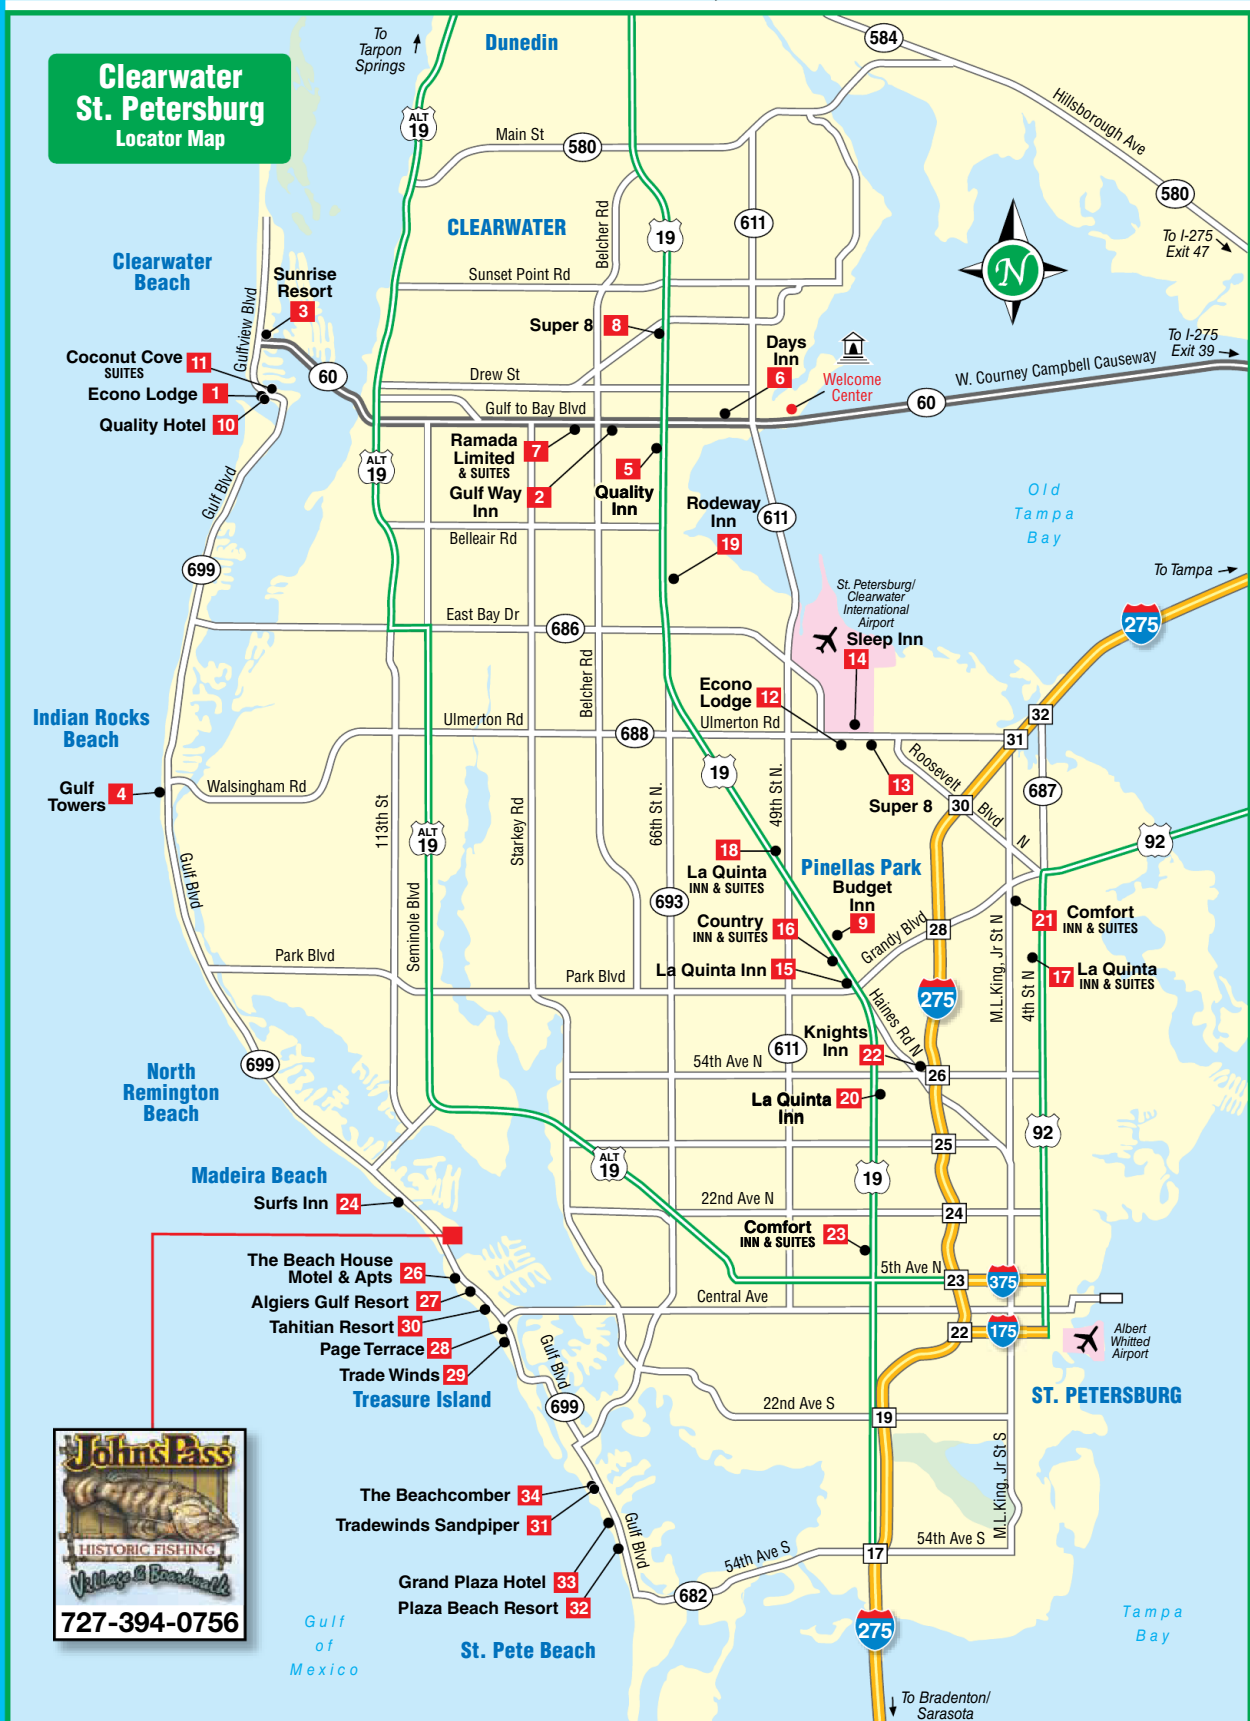 Clearwater
St. Petersburg
Locator Map
To
Tarpon
Springs
Dunedin
584
Hillsborough Ave
ALT
19
Main St
580
580
CLEARWATER
Belcher Rd
19
611
To I-275
Exit 47
N
Clearwater
Beach
Sunrise
Resort
3
Sunset Point Rd
Gulfview Blvd
Super 8 8
Days
Inn
6
Welcome
Center
To I-275
Exit 39
W. Courney Campbell Causeway
60
Coconut Cove 11
SUITES
Econo Lodge 1
Quality Hotel 10
60
Drew St
Gulf to Bay Blvd
ALT
19
Ramada
Limited
& SUITES
7
Gulf Way
Inn
2
5
Quality
Inn
Rodeway
Inn
19
611
Old
Tampa
Bay
Gulf Blvd
Belleair Rd
699
To Tampa
St. Petersburg/
Clearwater
International
Airport
Sleep Inn
14
275
East Bay Dr
686
Belcher Rd
Econo
Lodge 12
Indian Rocks
Beach
Ulmerton Rd
688
Ulmerton Rd
32
31
19
Roosevelt Blvd N
687
Gulf
Towers 4
Walsingham Rd
13
Super 8
30
113th St
ALT
19
Starkey Rd
66th St N.
49th St N.
92
Gulf Blvd
18
La Quinta
INN & SUITES
Pinellas Park
Budget
Inn
9
Seminole Blvd
693
Country
INN & SUITES
16
Grandy Blvd
28
M.L.King, Jr St N
21
Comfort
INN & SUITES
Park Blvd
Park Blvd
La Quinta Inn 15
17
La Quinta
INN & SUITES
4th St N
275
Haines Rd N
North
Remington
Beach
699
54th Ave N
611
Knights
Inn
22
26
La Quinta
Inn
20
25
92
ALT
19
19
Madeira Beach
Surfs Inn 24
22nd Ave N
24
Comfort
INN & SUITES
23
The Beach House
Motel & Apts 26
5th Ave N
23
375
Algiers Gulf Resort 27
Central Ave
Tahitian Resort 30
22
175
Albert
Whitted
Airport
Page Terrace 28
Trade Winds 29
Gulf Blvd
Treasure Island
699
22nd Ave S
19
ST. PETERSBURG
M.L.King, Jr St S
John'sPass
HISTORIC FISHING
Village & Boardwalk
727-394-0756
The Beachcomber 34
Tradewinds Sandpiper 31
Gulf Blvd
54th Ave S
17
54th Ave S
Grand Plaza Hotel 33
Plaza Beach Resort 32
682
Gulf
of
Mexico
St. Pete Beach
275
Tampa
Bay
To Bradenton/
Sarasota